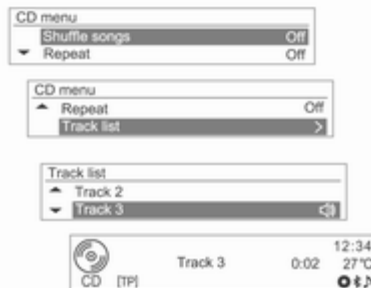 CD menu
Shuffle songs Off
Repeat Off
CD menu
Repeat Off
Track list >
Track list
Track 2
Track 3
12:34
Track 3 0:02 27°C
CD [TP]